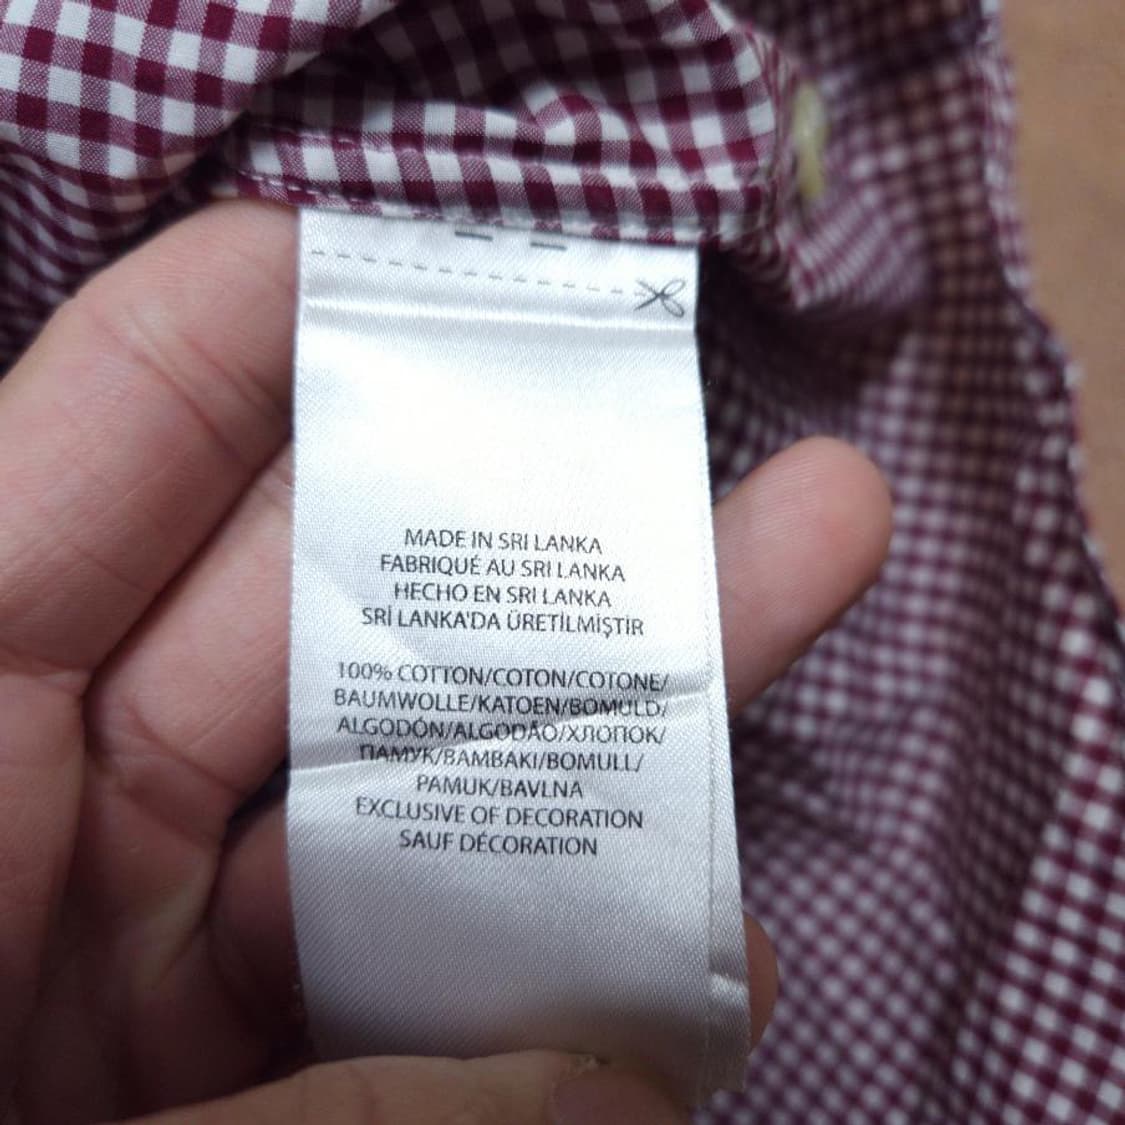 MADE IN SRI LANKA
FABRIQUÉ AU SRI LANKA
HECHO EN SRI LANKA
SRİ LANKA'DA ÜRETİLMİŞTİR
100% COTTON/COTON/COTONE/
BAUMWOLLE/KATOEN/BOMULD/
ALGODÓN/ALGODÃO/ХЛОПОК/
ПАМУК/BAMBAKI/BOMULL/
PAMUK/BAVLNA
EXCLUSIVE OF DECORATION
SAUF DÉCORATION